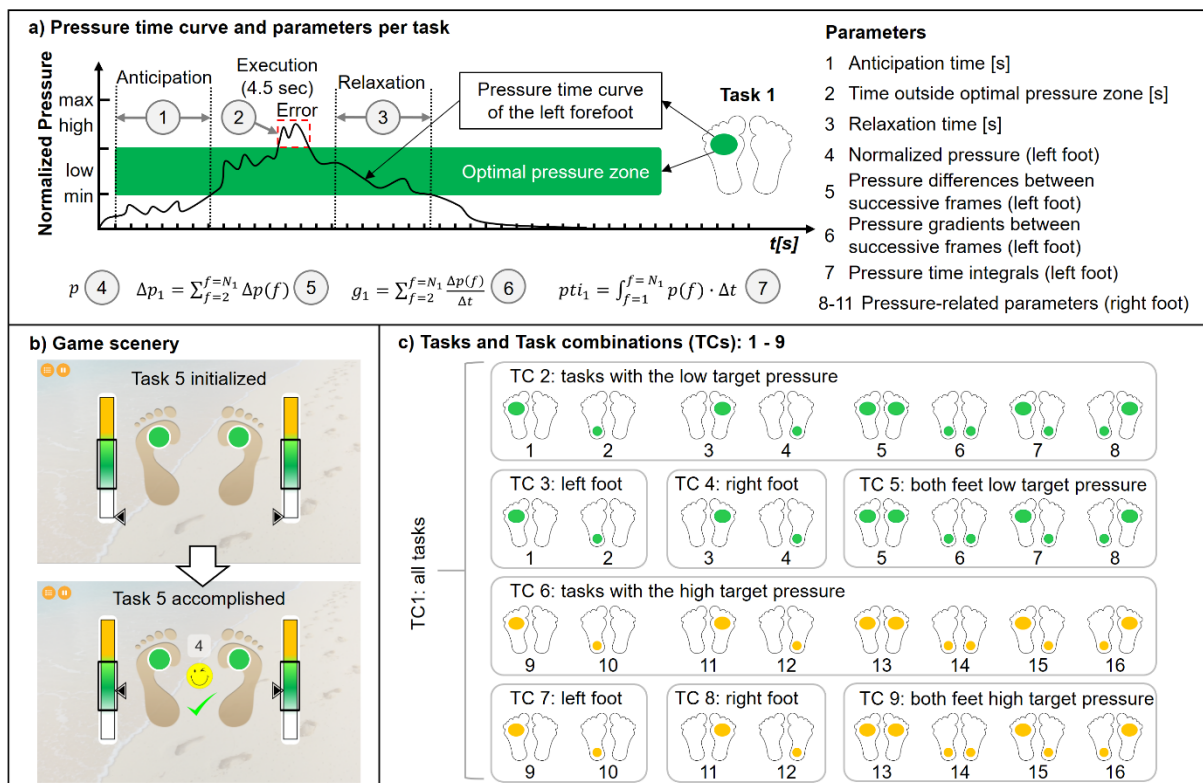 a) Pressure time curve and parameters per task
Normalized Pressure
max
high
low
min
Anticipation
1
Execution
(4.5 sec)
2
Error
Relaxation
3
Pressure time curve
of the left forefoot
Optimal pressure zone
Task 1
t[s]
p 4 Δp₁ = ∑_{f=2}^{f=N₁} Δp(f) 5 g₁ = ∑_{f=2}^{f=N₁} Δp(f)/Δt 6 pti₁ = ∫_{f=1}^{f=N₁} p(f) · Δt 7
Parameters
1 Anticipation time [s]
2 Time outside optimal pressure zone [s]
3 Relaxation time [s]
4 Normalized pressure (left foot)
5 Pressure differences between
successive frames (left foot)
6 Pressure gradients between
successive frames (left foot)
7 Pressure time integrals (left foot)
8-11 Pressure-related parameters (right foot)
b) Game scenery
Task 5 initialized
Task 5 accomplished
4
c) Tasks and Task combinations (TCs): 1 - 9
TC1: all tasks
TC 2: tasks with the low target pressure
1 2 3 4 5 6 7 8
TC 3: left foot
1 2
TC 4: right foot
3 4
TC 5: both feet low target pressure
5 6 7 8
TC 6: tasks with the high target pressure
9 10 11 12 13 14 15 16
TC 7: left foot
9 10
TC 8: right foot
11 12
TC 9: both feet high target pressure
13 14 15 16